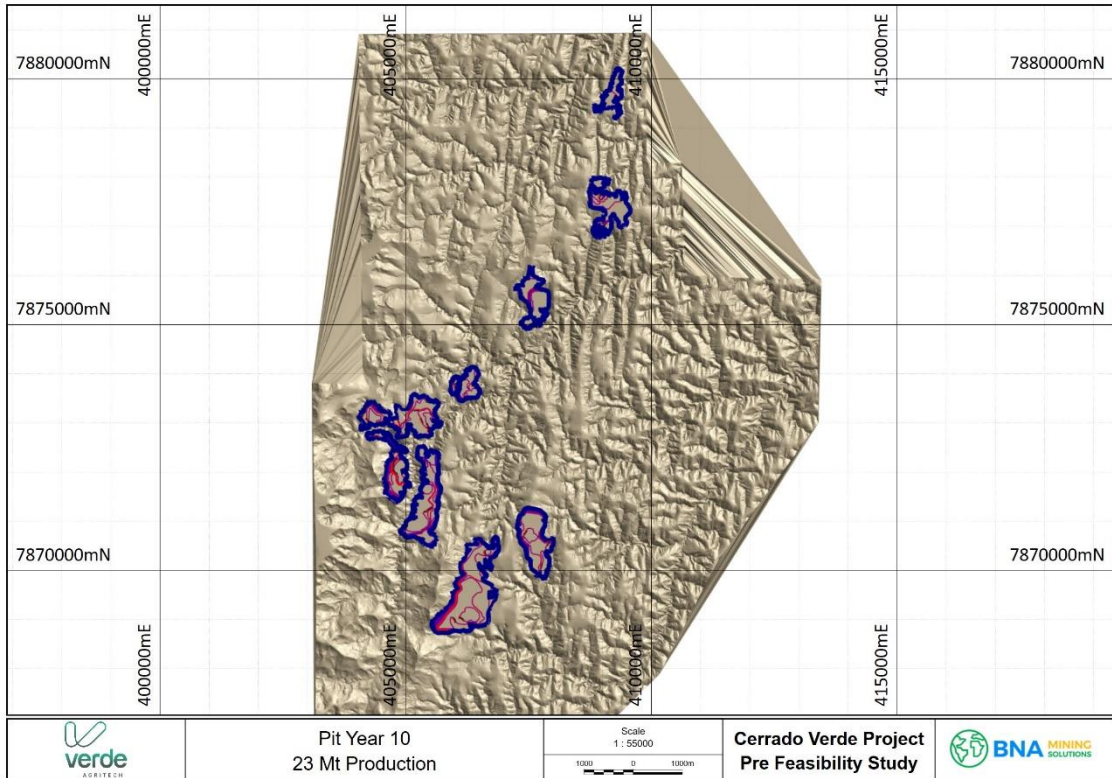 400000mE
405000mE
410000mE
415000mE
7880000mN
7880000mN
7875000mN
7875000mN
7870000mN
7870000mN
400000mE
405000mE
410000mE
415000mE
verde
AGRITECH
Pit Year 10
23 Mt Production
Scale
1 : 55000
1000 0 1000m
Cerrado Verde Project
Pre Feasibility Study
BNA MINING
SOLUTIONS